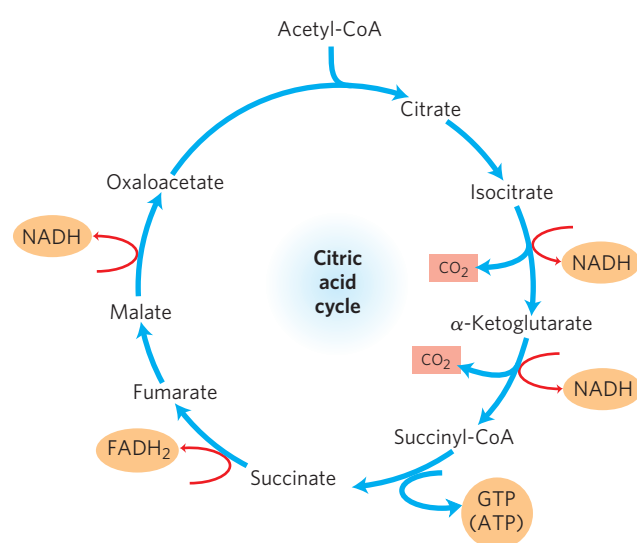 Acetyl-CoA
Citrate
Isocitrate
NADH
CO₂
α-Ketoglutarate
CO₂
NADH
Succinyl-CoA
GTP
(ATP)
Succinate
FADH₂
Fumarate
Malate
NADH
Oxaloacetate
Citric
acid
cycle